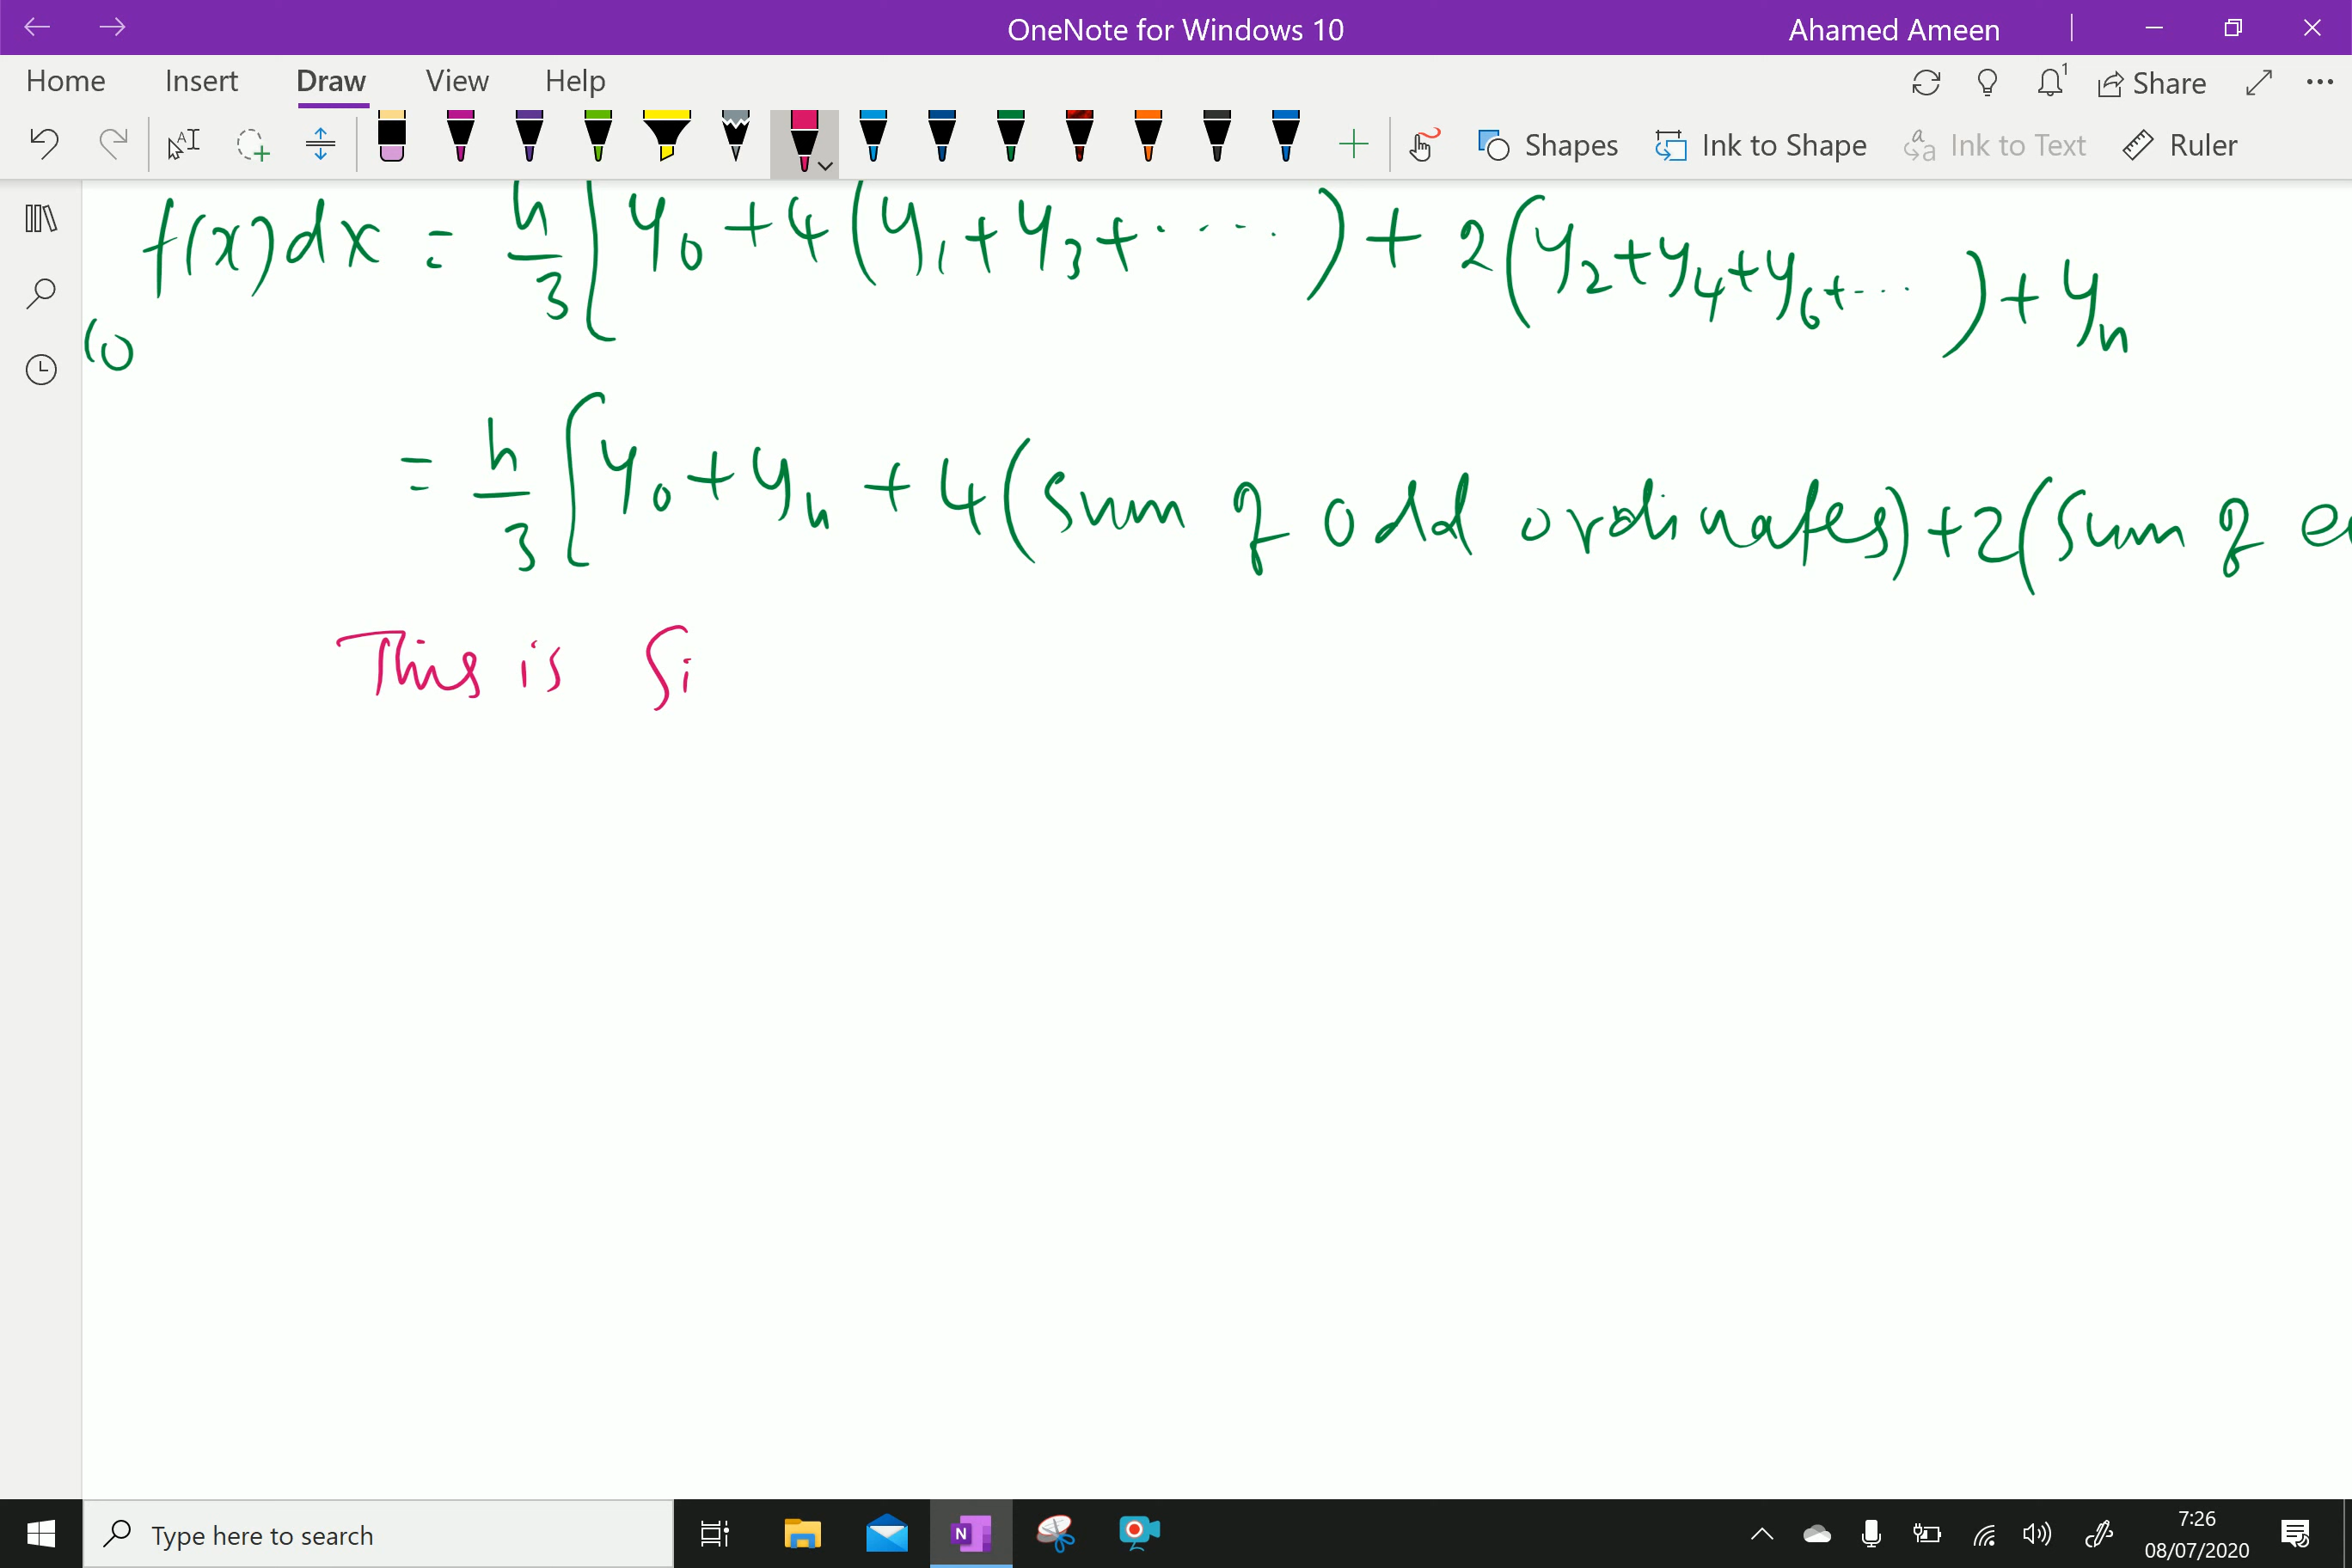 OneNote for Windows 10
Ahamed Ameen
Home Insert Draw View Help
1 Share
Shapes Ink to Shape Ink to Text Ruler
f(x)dx = h/3 [y₀ + 4(y₁ + y₃ + ......) + 2(y₂ + y₄ + y₆ + ....) + yₙ
= h/3 [y₀ + yₙ + 4(Sum of odd ordinates) + 2(Sum of e
This is Si
Type here to search
7:26
08/07/2020